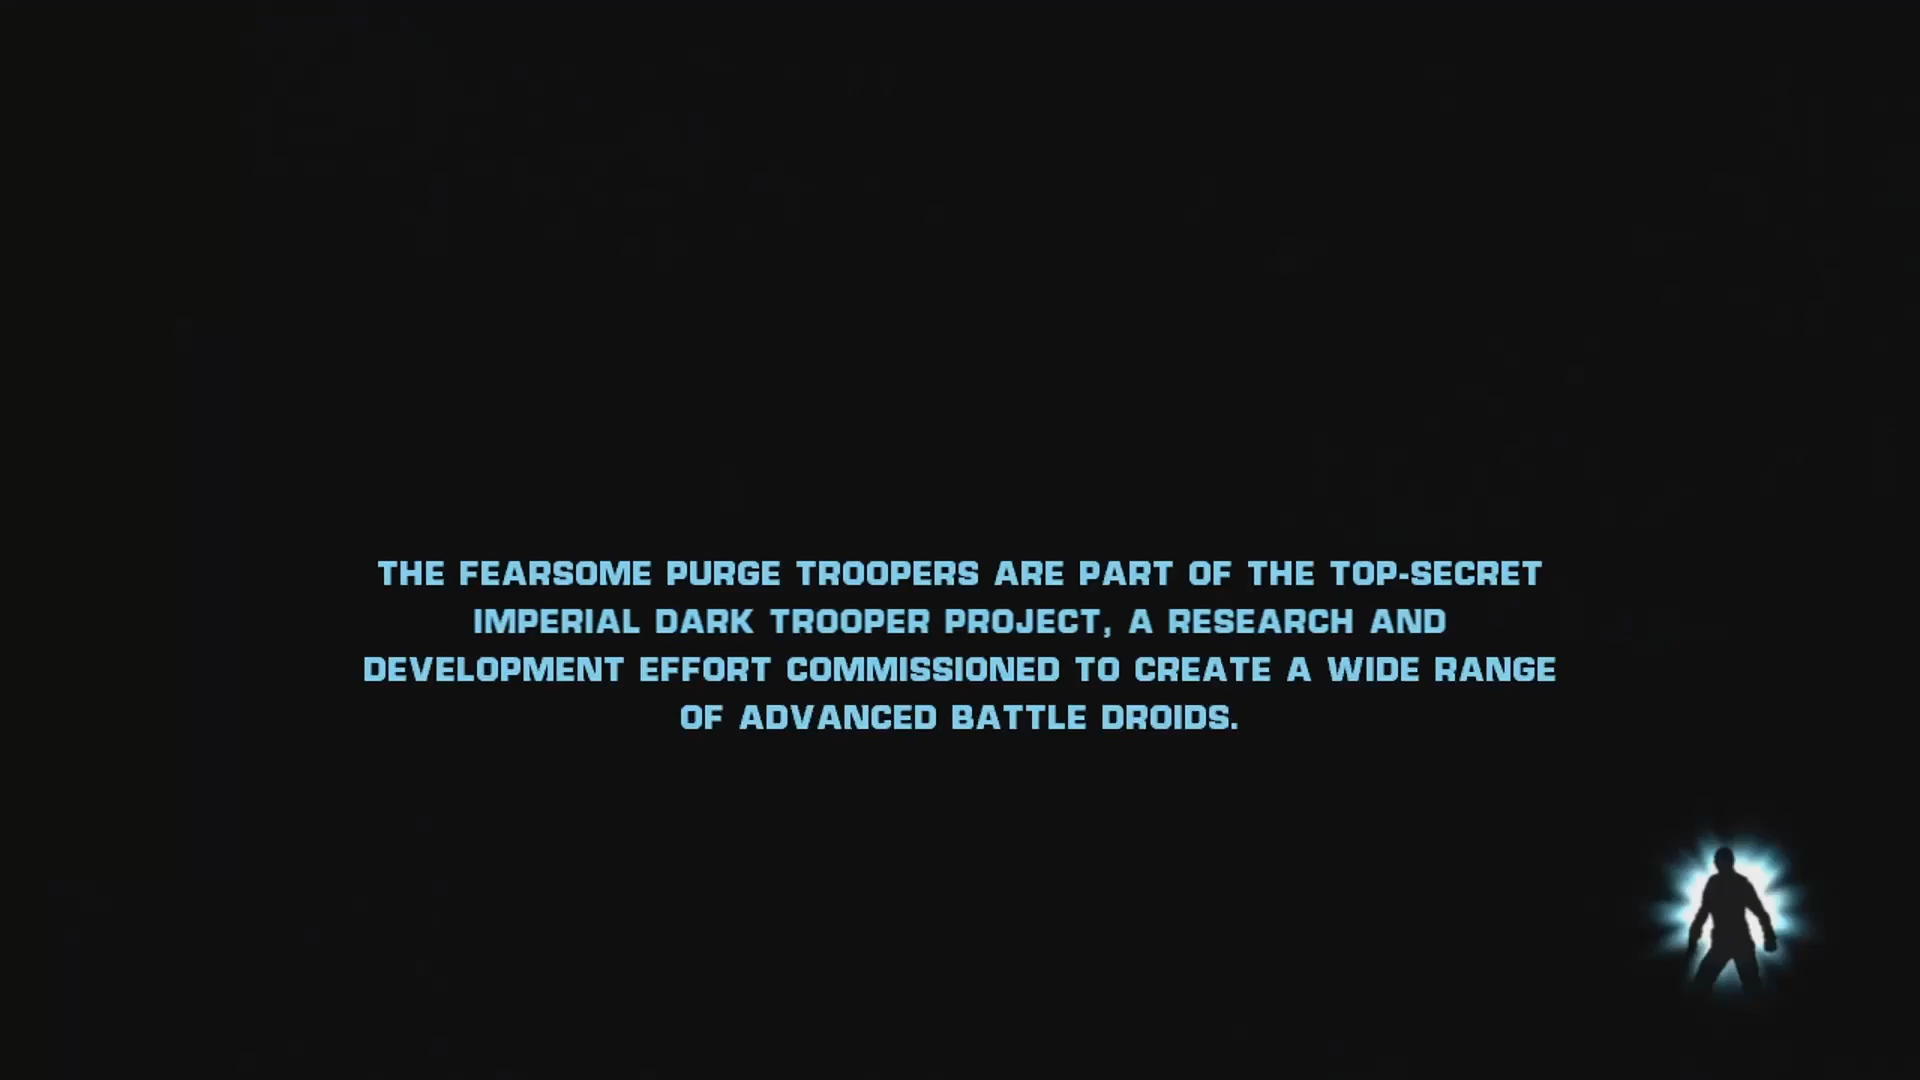 THE FEARSOME PURGE TROOPERS ARE PART OF THE TOP-SECRET
IMPERIAL DARK TROOPER PROJECT, A RESEARCH AND
DEVELOPMENT EFFORT COMMISSIONED TO CREATE A WIDE RANGE
OF ADVANCED BATTLE DROIDS.